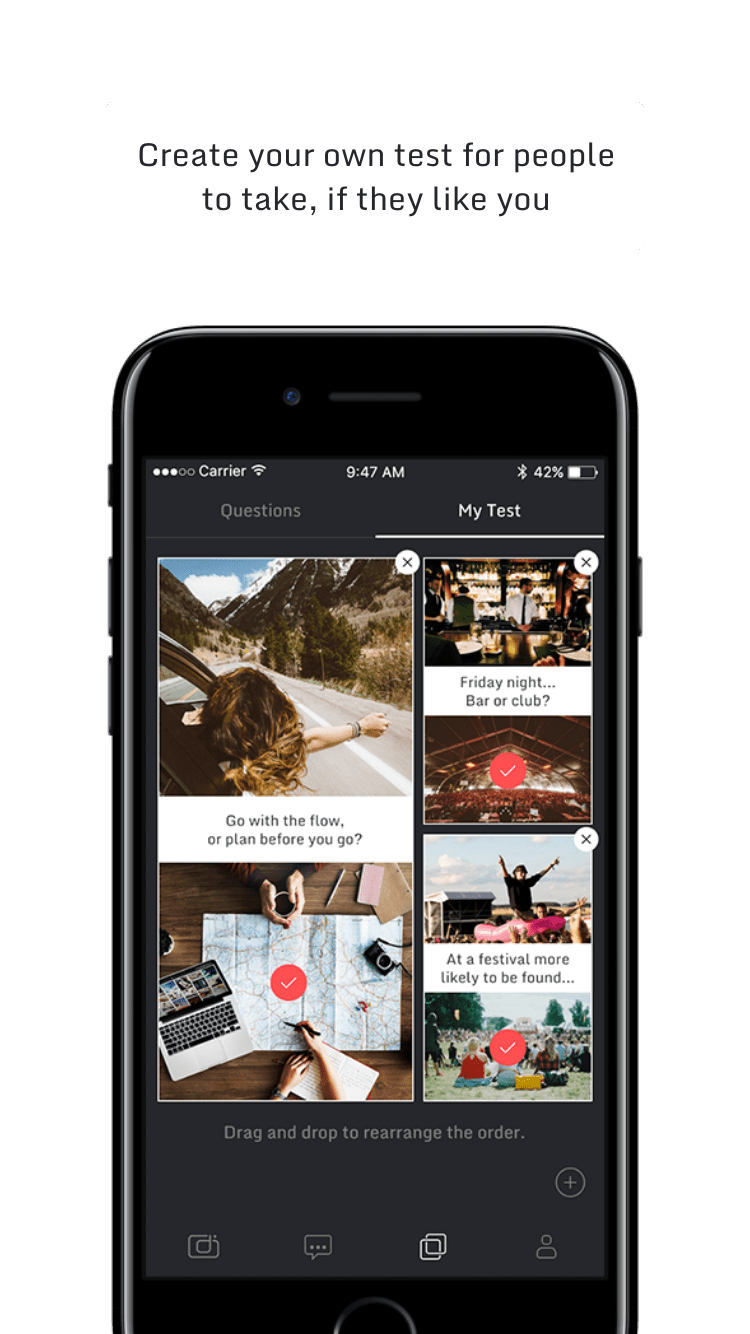 Create your own test for people
to take, if they like you
Carrier
9:47 AM
42%
Questions
My Test
Go with the flow,
or plan before you go?
Friday night...
Bar or club?
At a festival more
likely to be found...
Drag and drop to rearrange the order.